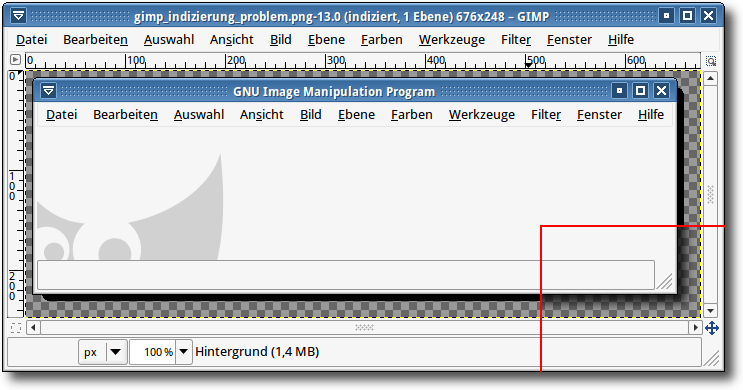 gimp_indizierung_problem.png-13.0 (indiziert, 1 Ebene) 676x248 – GIMP
Datei Bearbeiten Auswahl Ansicht Bild Ebene Farben Werkzeuge Filter Fenster Hilfe
0 100 200 300 400 500 600
0
GNU Image Manipulation Program
Datei Bearbeiten Auswahl Ansicht Bild Ebene Farben Werkzeuge Filter Fenster Hilfe
100
200
px 100 % Hintergrund (1,4 MB)